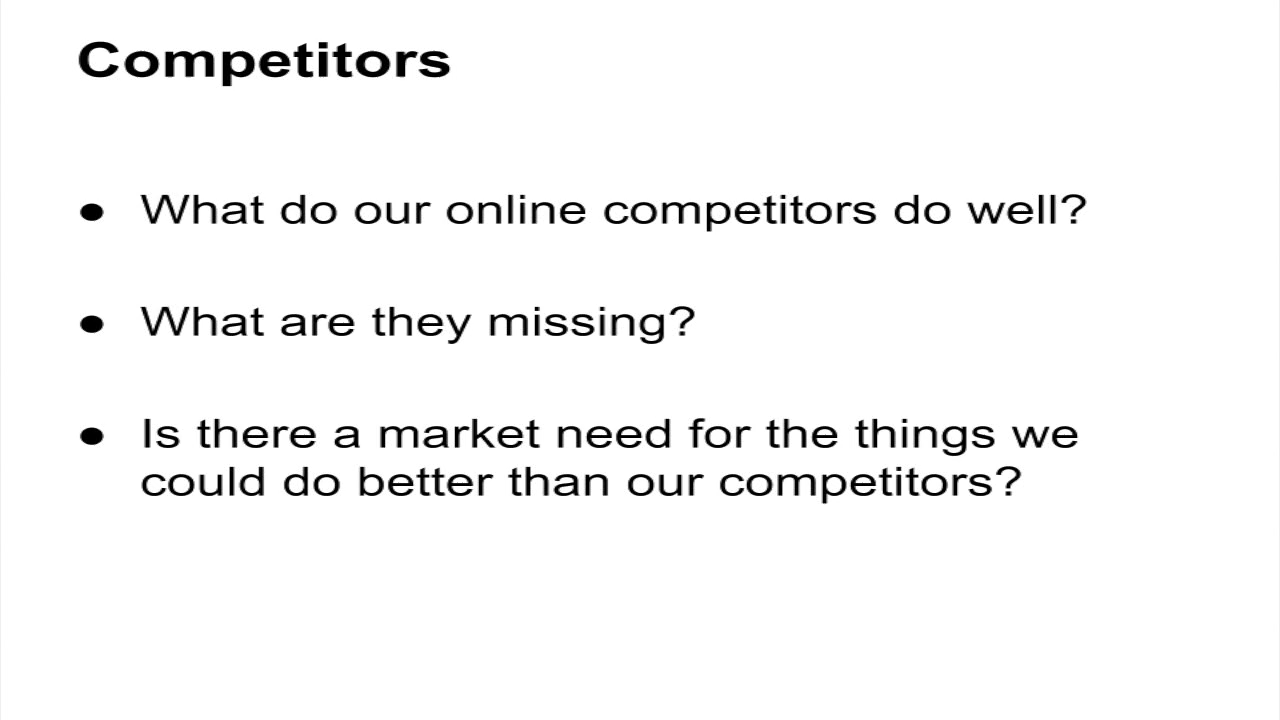 Competitors
● What do our online competitors do well?
● What are they missing?
● Is there a market need for the things we
could do better than our competitors?